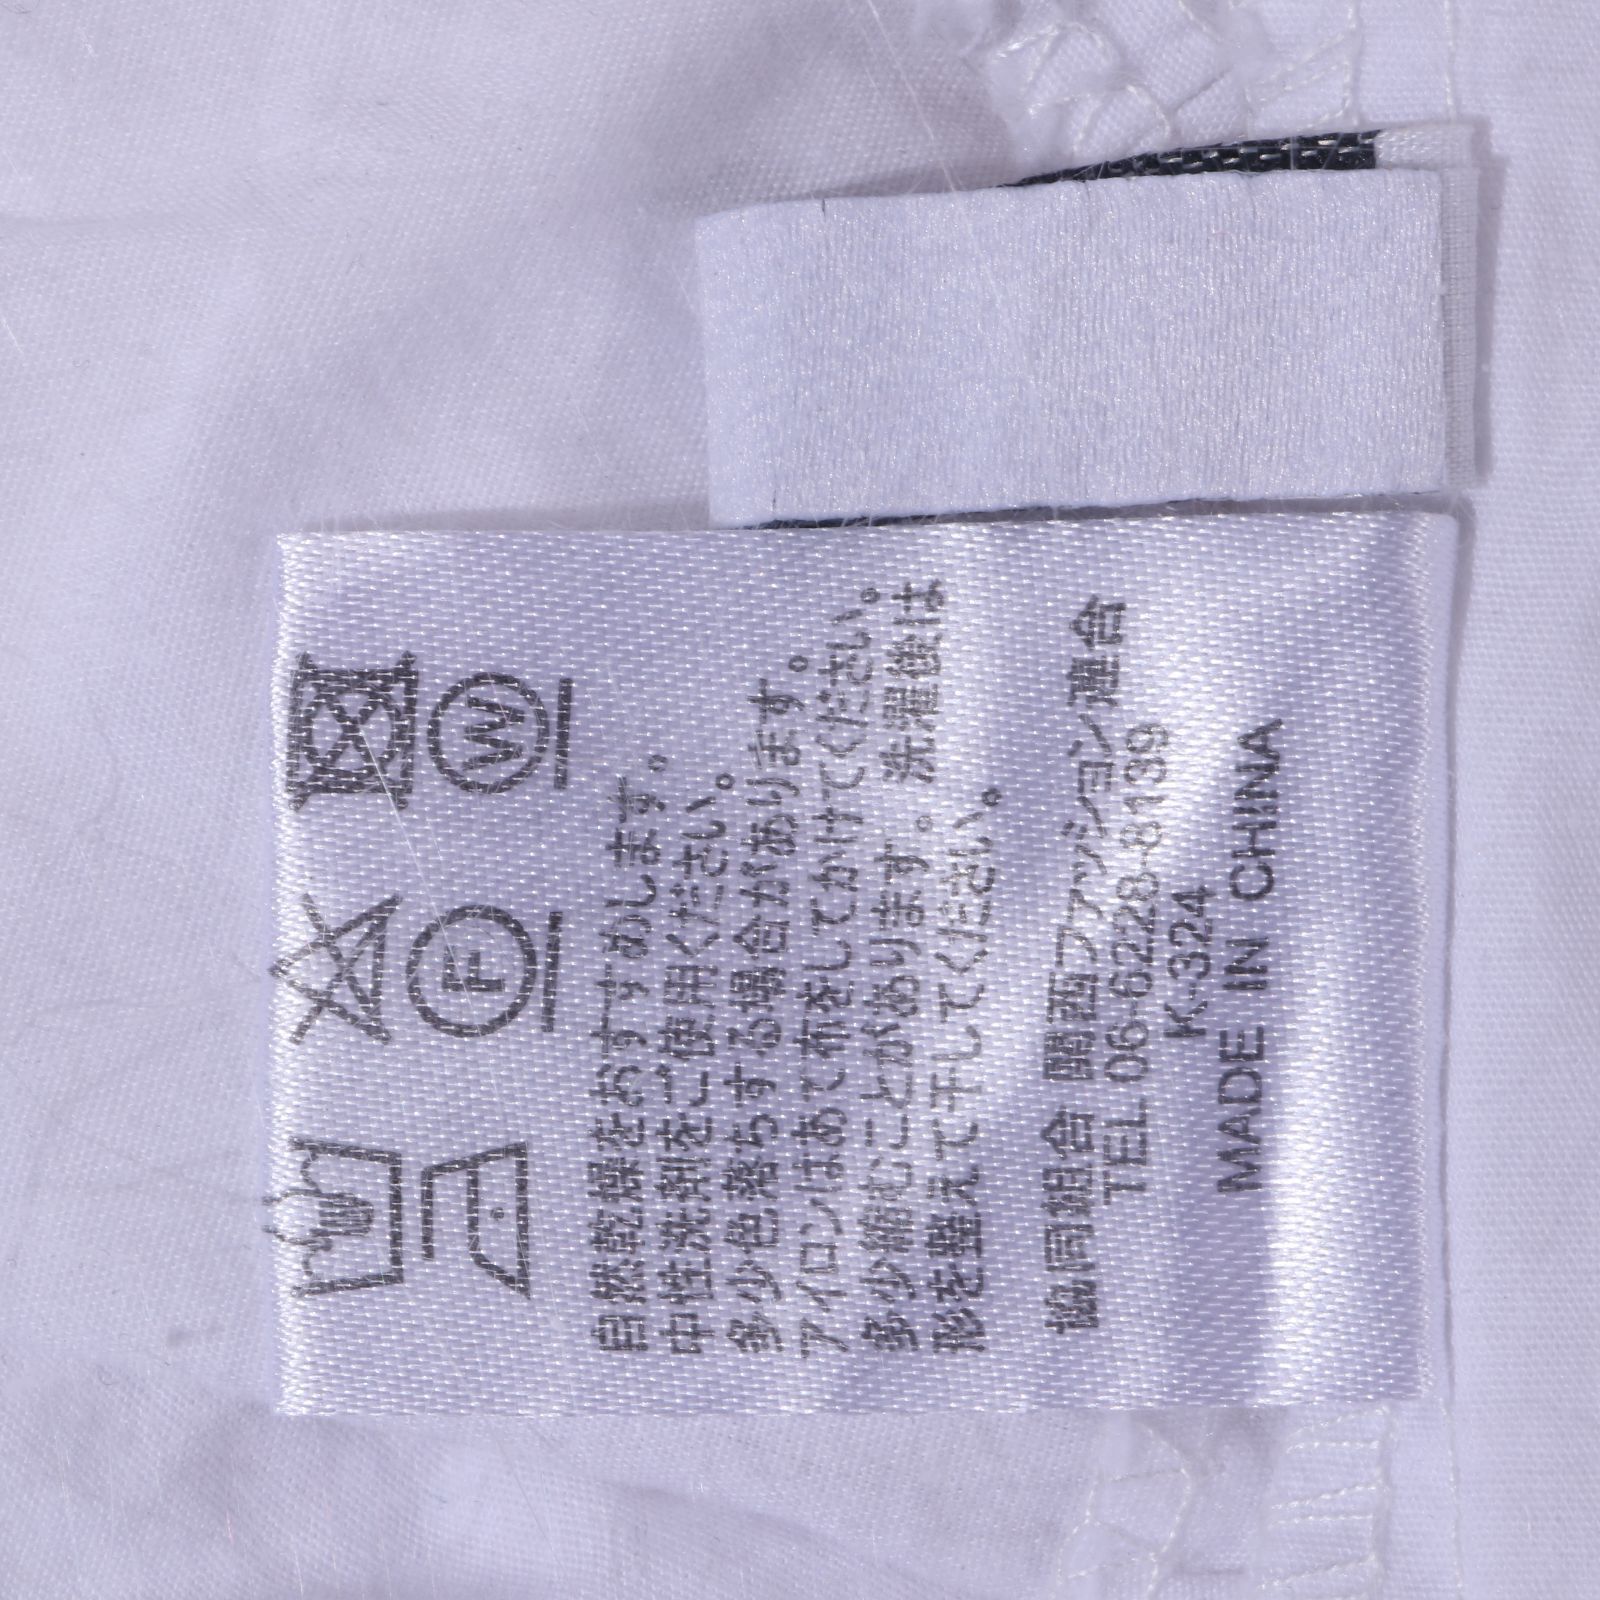 自然乾燥をおすすめします。
中性洗剤をご使用ください。
多少色落ちする場合があります。
アイロンはあて布をしてかけてください。
多少縮むことがあります。洗濯後は
形を整えて干してください。
協同組合 関西ファッション連合
TEL 06-6228-8139
K-324
MADE IN CHINA
W
F